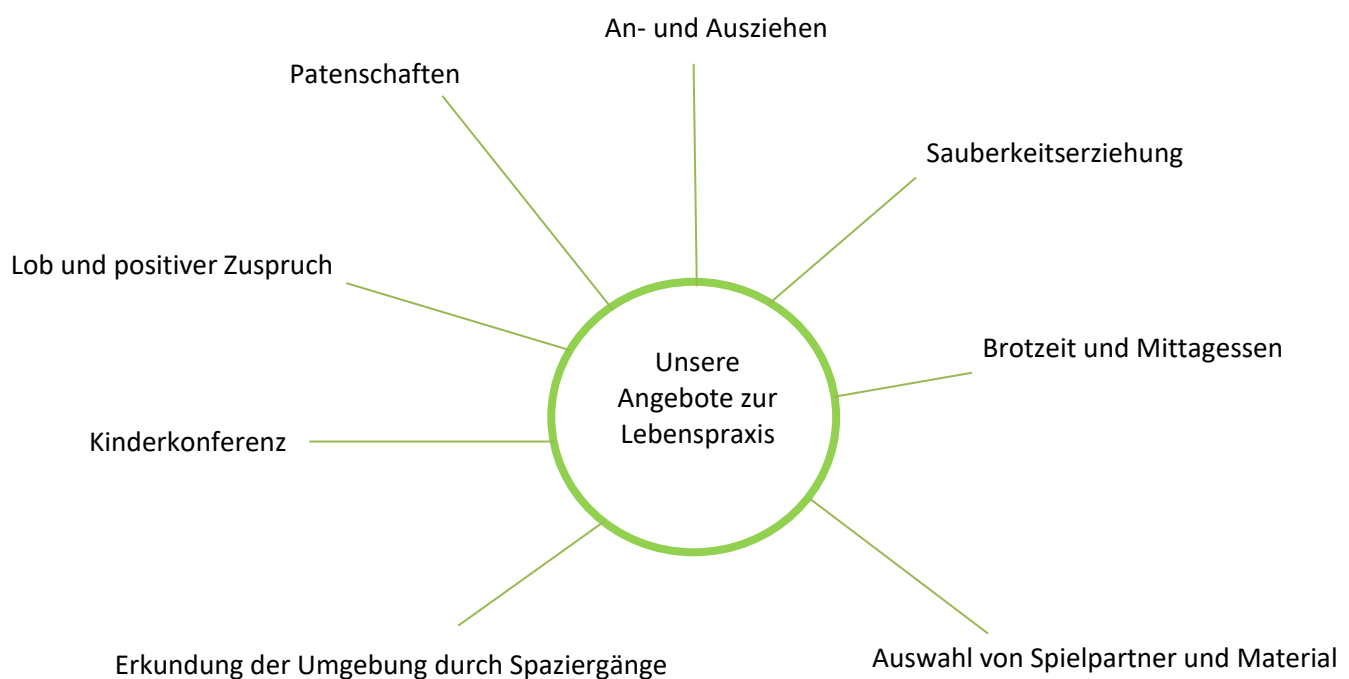 An- und Ausziehen
Patenschaften
Sauberkeitserziehung
Lob und positiver Zuspruch
Brotzeit und Mittagessen
Unsere
Angebote zur
Lebenspraxis
Kinderkonferenz
Erkundung der Umgebung durch Spaziergänge
Auswahl von Spielpartner und Material